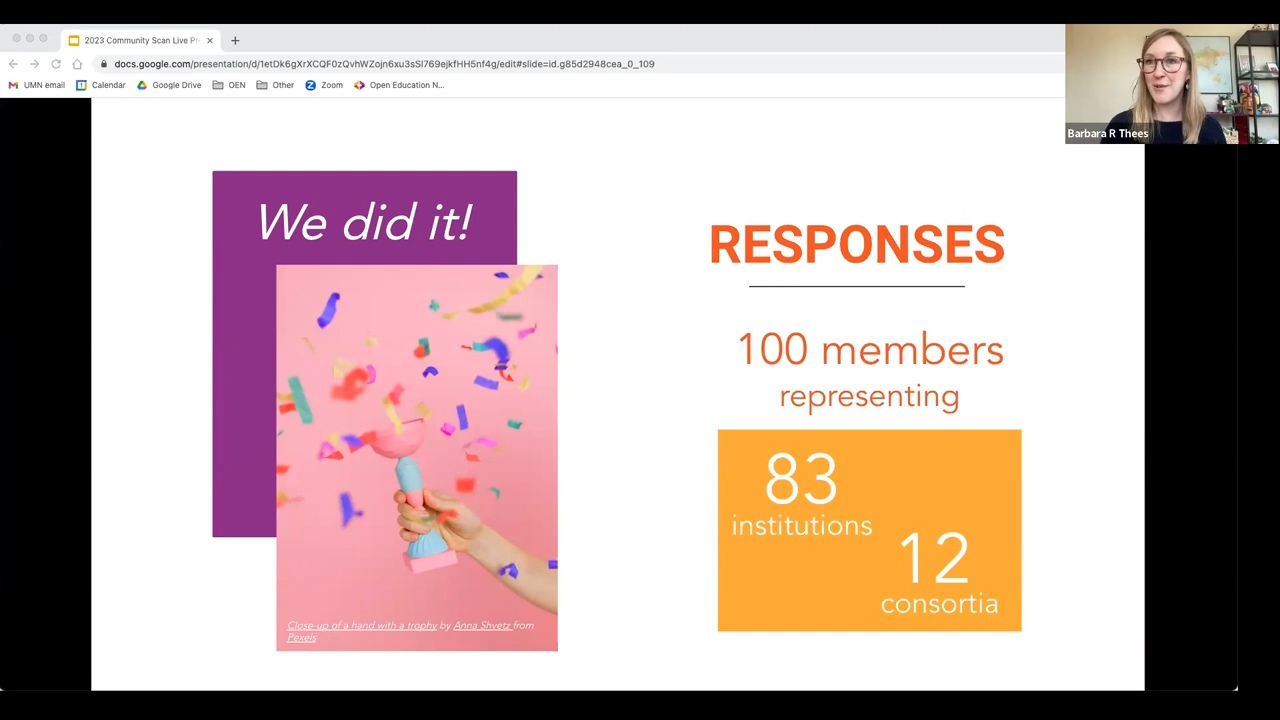 2023 Community Scan Live Pr
docs.google.com/presentation/d/1etDk6gXrXCQF0zQvhWZojn6xu3sSI769ejkfHH5nf4g/edit#slide=id.g85d2948cea_0_109
UMN email Calendar Google Drive OEN Other Zoom Open Education N...
Barbara R Thees
We did it!
Close-up of a hand with a trophy by Anna Shvetz from
Pexels
RESPONSES
100 members
representing
83
institutions
12
consortia